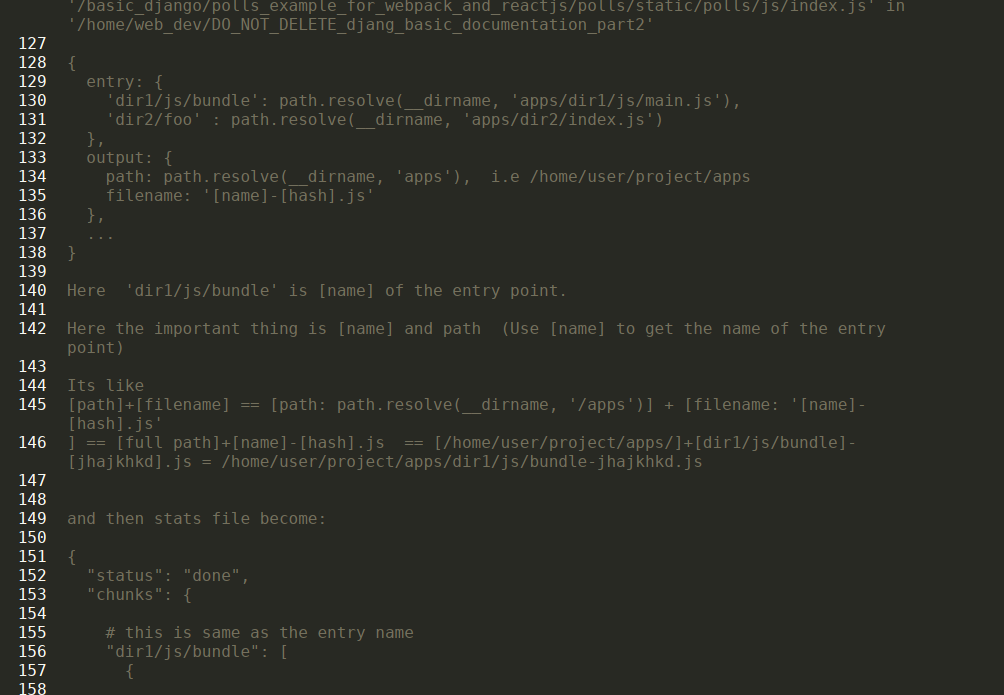 '/basic_django/polls_example_for_webpack_and_reactjs/polls/static/polls/js/index.js' in
'/home/web_dev/DO_NOT_DELETE_djang_basic_documentation_part2'
127
128 {
129   entry: {
130     'dir1/js/bundle': path.resolve(__dirname, 'apps/dir1/js/main.js'),
131     'dir2/foo' : path.resolve(__dirname, 'apps/dir2/index.js')
132   },
133   output: {
134     path: path.resolve(__dirname, 'apps'),  i.e /home/user/project/apps
135     filename: '[name]-[hash].js'
136   },
137   ...
138 }
139
140 Here  'dir1/js/bundle' is [name] of the entry point.
141
142 Here the important thing is [name] and path  (Use [name] to get the name of the entry
point)
143
144 Its like
145 [path]+[filename] == [path: path.resolve(__dirname, '/apps')] + [filename: '[name]-
[hash].js'
146 ] == [full path]+[name]-[hash].js  == [/home/user/project/apps/]+[dir1/js/bundle]-
[jhajkhkd].js = /home/user/project/apps/dir1/js/bundle-jhajkhkd.js
147
148
149 and then stats file become:
150
151 {
152   "status": "done",
153   "chunks": {
154
155     # this is same as the entry name
156     "dir1/js/bundle": [
157       {
158